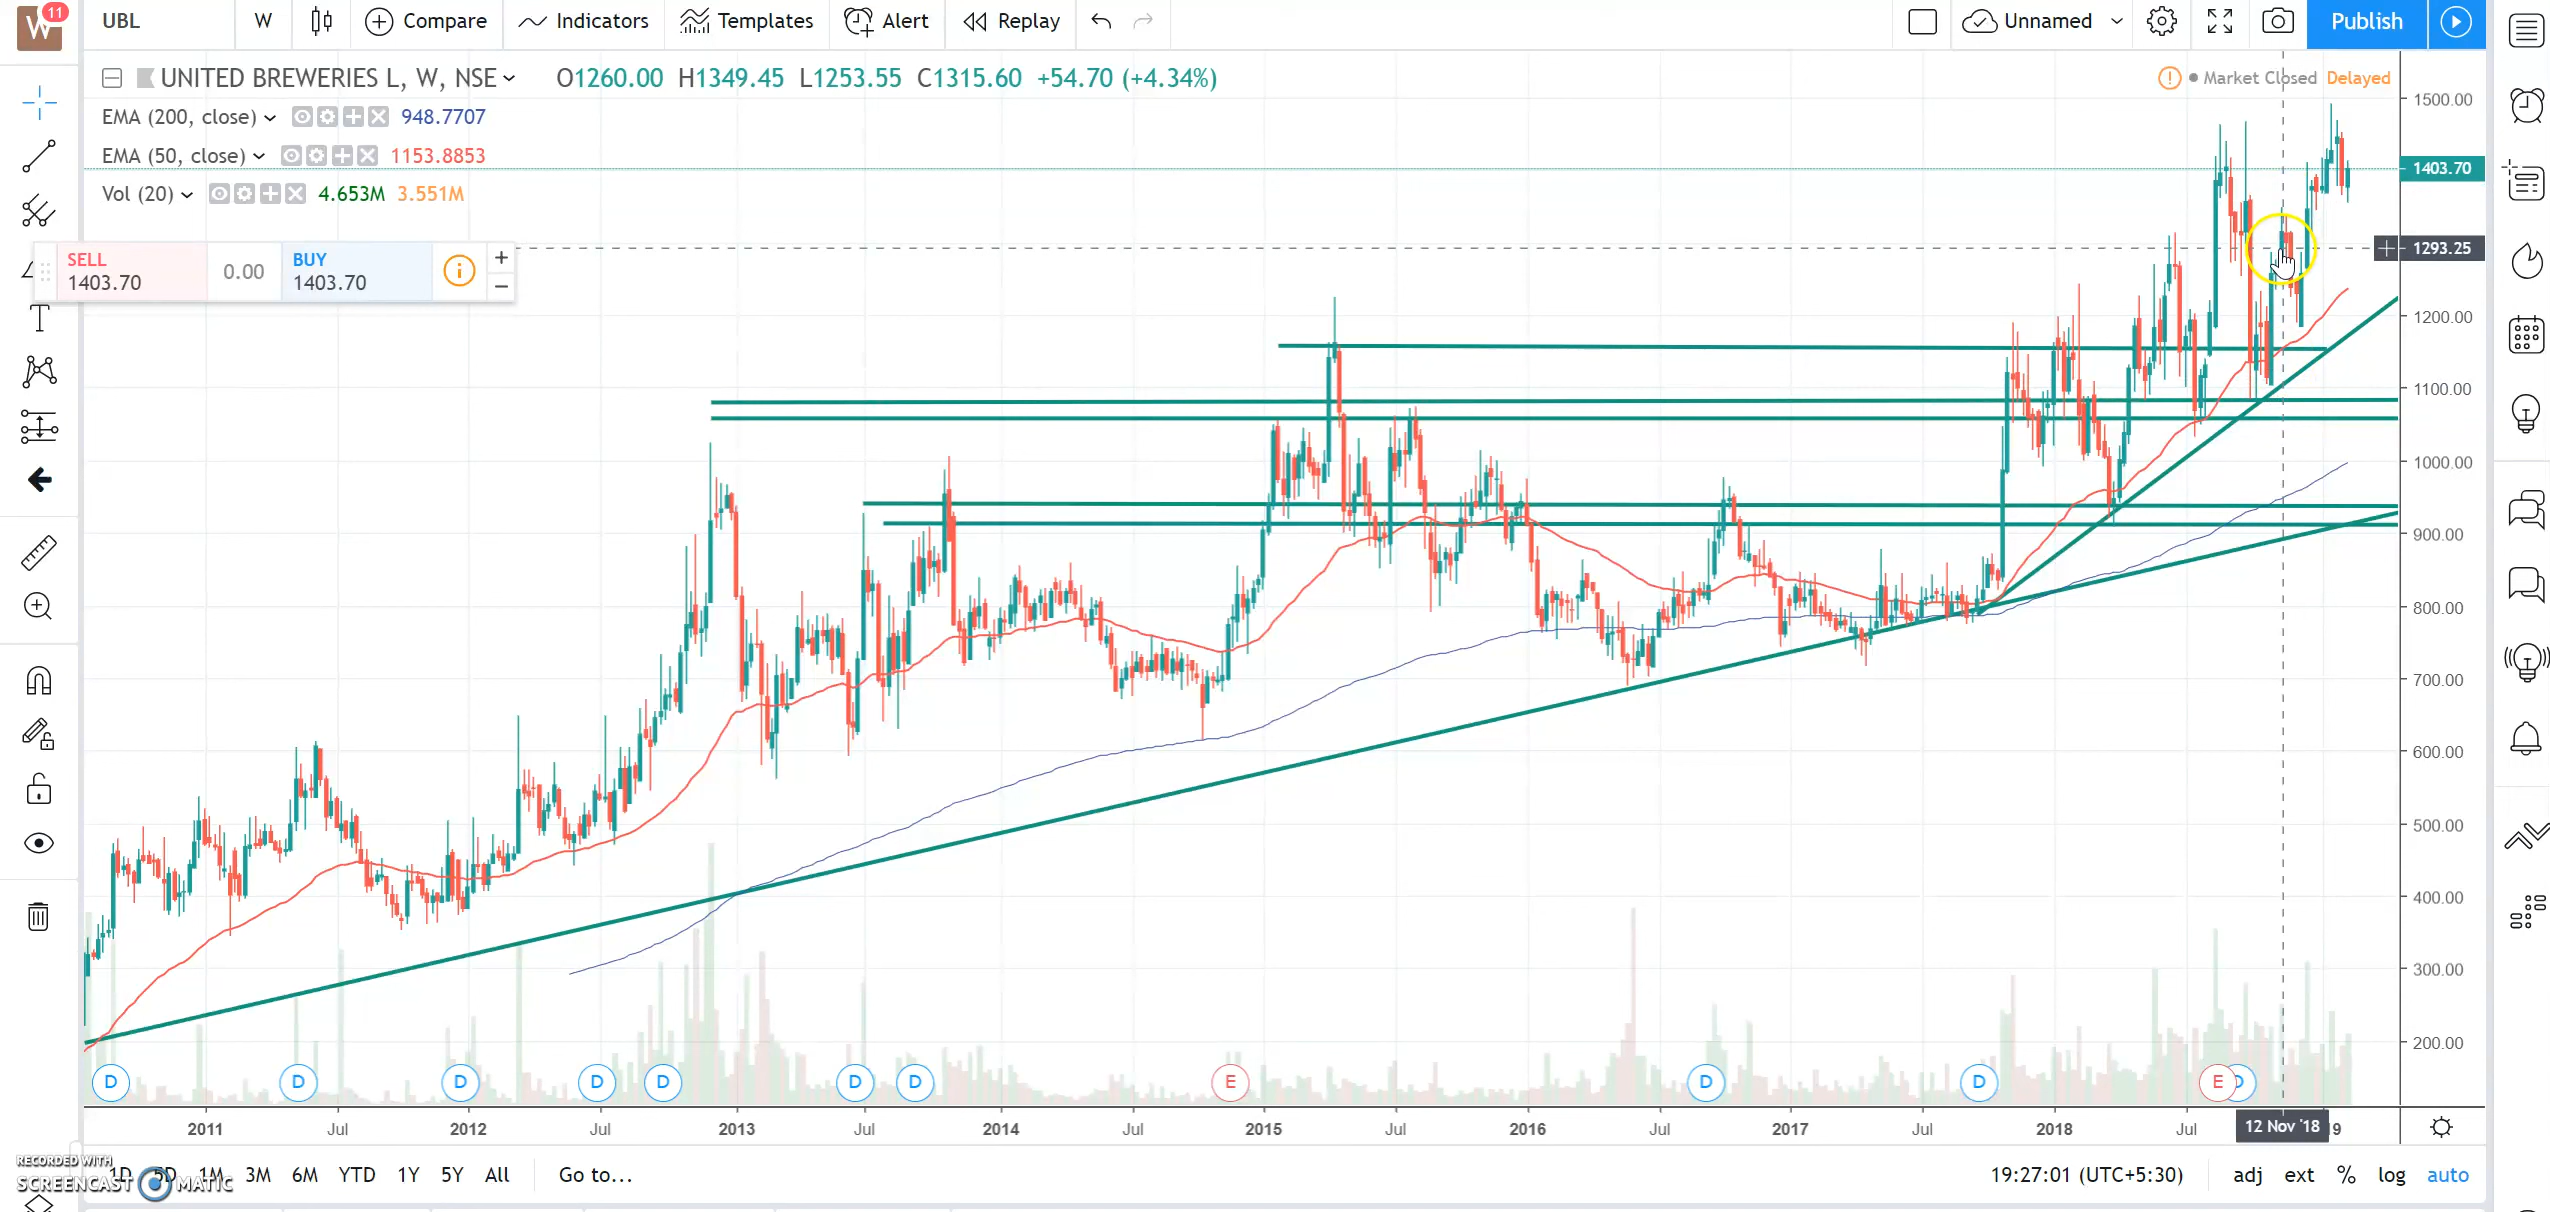 W 11 UBL W Compare Indicators Templates Alert Replay Unnamed Publish
UNITED BREWERIES L, W, NSE O1260.00 H1349.45 L1253.55 C1315.60 +54.70 (+4.34%) Market Closed Delayed
EMA (200, close) 948.7707
EMA (50, close) 1153.8853
Vol (20) 4.653M 3.551M
SELL
1403.70
0.00
BUY
1403.70
1500.00
1403.70
1293.25
1200.00
1100.00
1000.00
900.00
800.00
700.00
600.00
500.00
400.00
300.00
200.00
D D D D D D D E D D E D
2011 Jul 2012 Jul 2013 Jul 2014 Jul 2015 Jul 2016 Jul 2017 Jul 2018 Jul 12 Nov '18 9
RECORDED WITH
SCREENCAST MATIC
1D 5D 1M 3M 6M YTD 1Y 5Y All Go to... 19:27:01 (UTC+5:30) adj ext % log auto